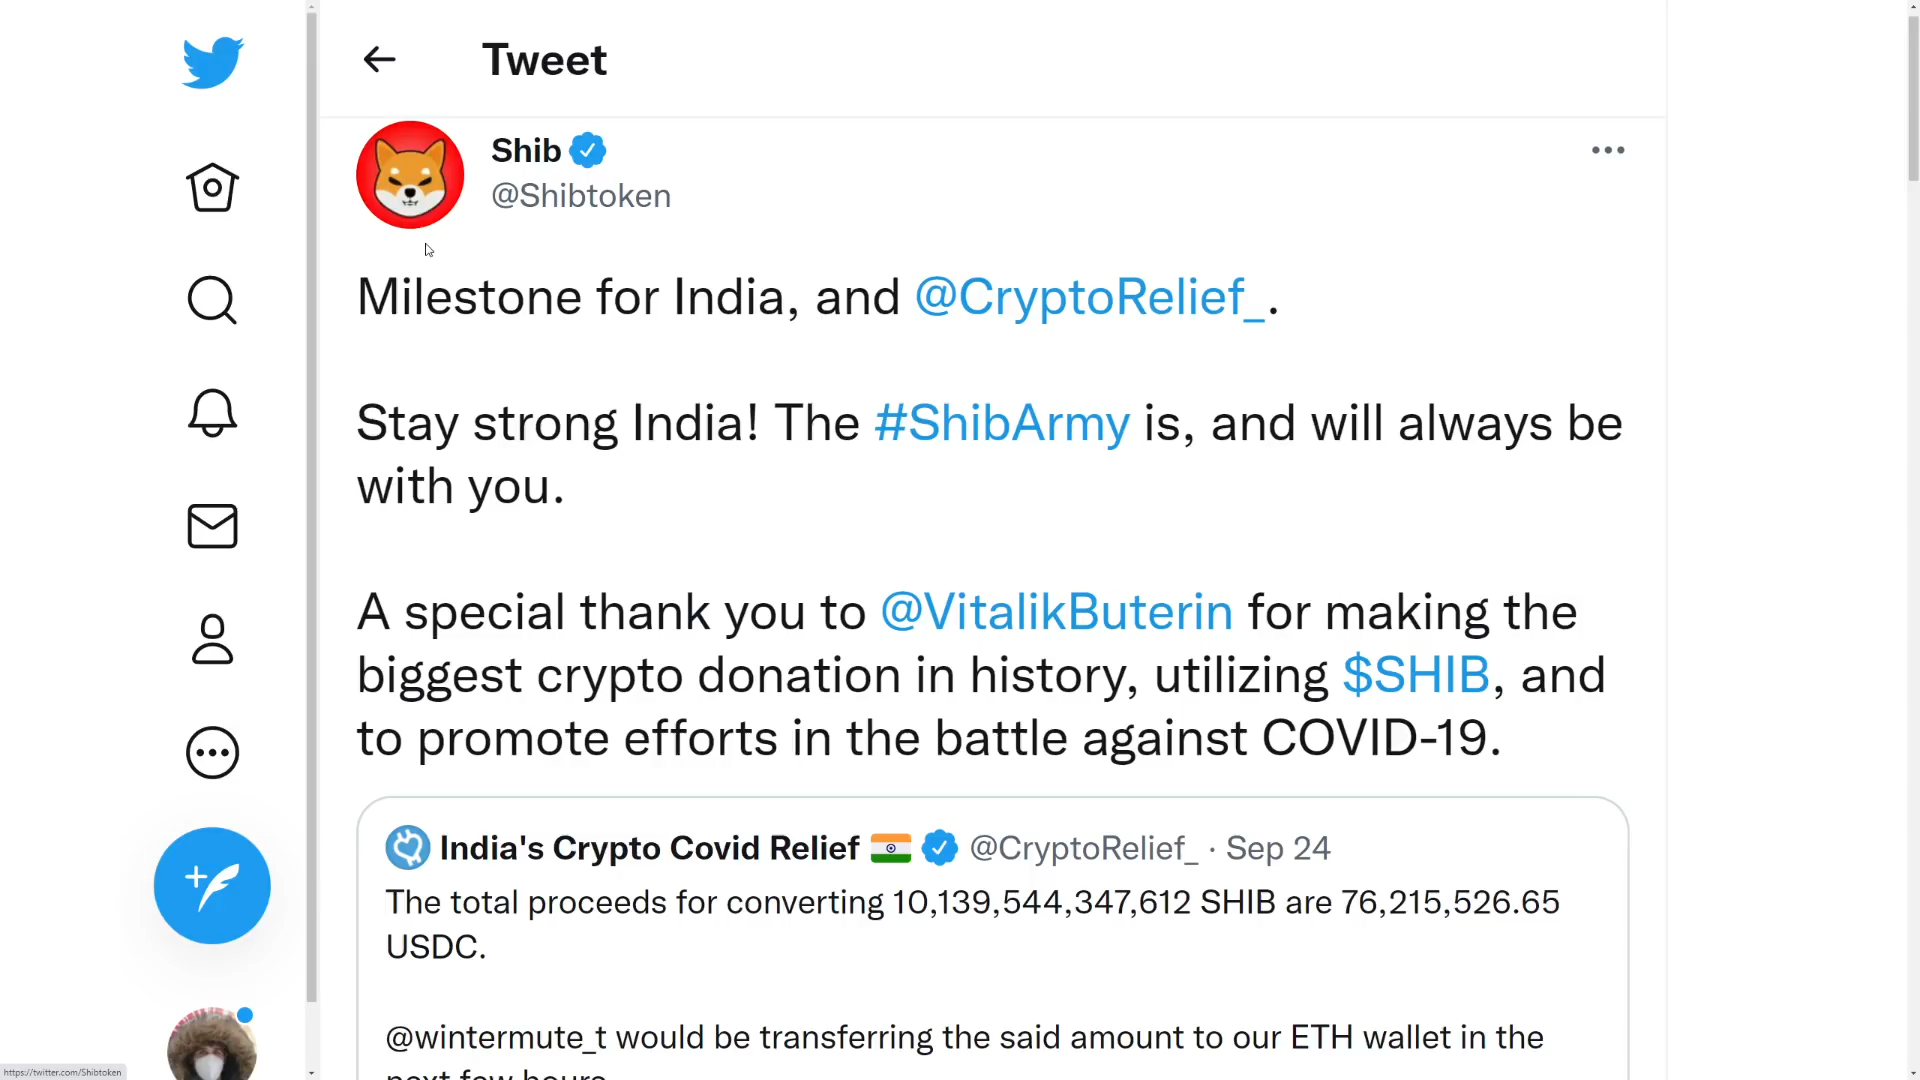 Tweet
Shib
@Shibtoken
Milestone for India, and @CryptoRelief_.
Stay strong India! The #ShibArmy is, and will always be
with you.
A special thank you to @VitalikButerin for making the
biggest crypto donation in history, utilizing $SHIB, and
to promote efforts in the battle against COVID-19.
India's Crypto Covid Relief 🇮🇳 @CryptoRelief_ · Sep 24
The total proceeds for converting 10,139,544,347,612 SHIB are 76,215,526.65
USDC.
@wintermute_t would be transferring the said amount to our ETH wallet in the
next few hours.
https://twitter.com/Shibtoken